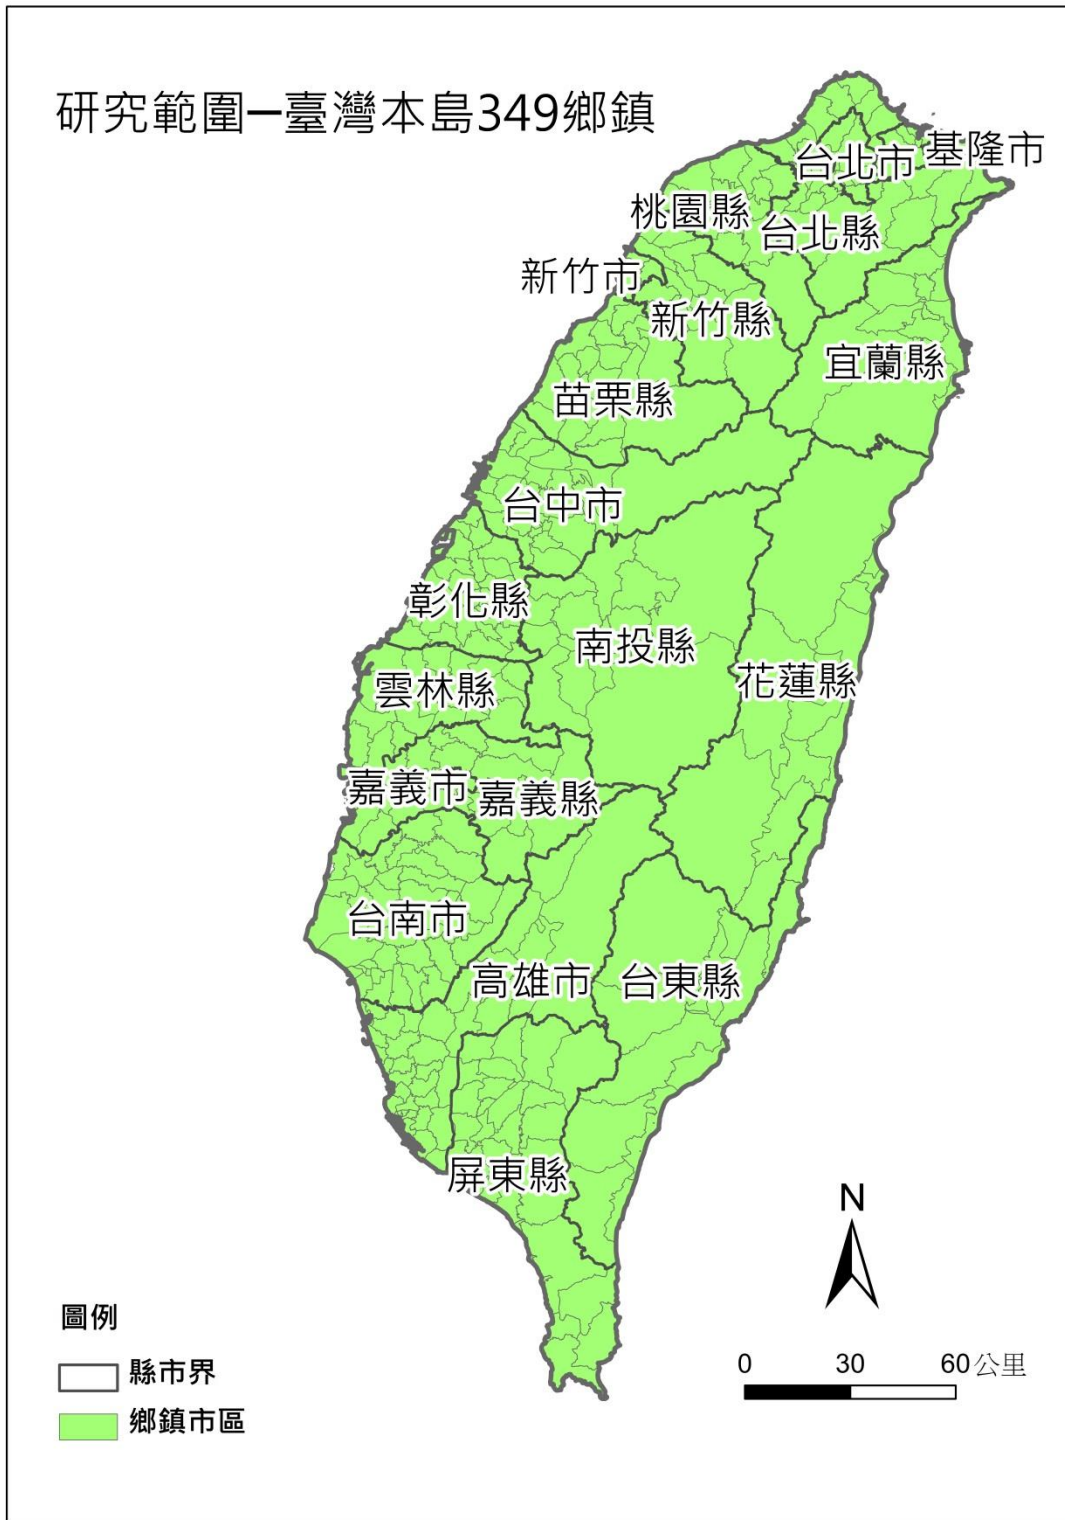 研究範圍－臺灣本島349鄉鎮
基隆市
台北市
桃園縣
台北縣
新竹市
新竹縣
宜蘭縣
苗栗縣
台中市
彰化縣
南投縣
花蓮縣
雲林縣
嘉義市
嘉義縣
台南市
高雄市
台東縣
屏東縣
N
圖例
縣市界
鄉鎮市區
0 30 60公里